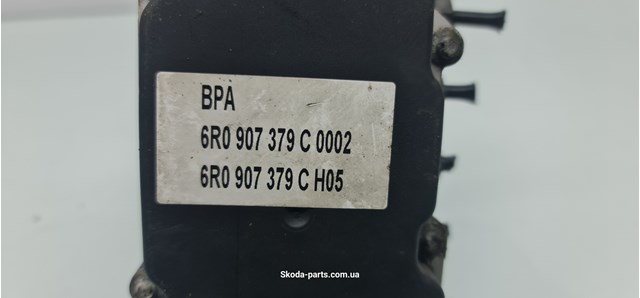 BPA
6R0 907 379 C 0002
6R0 907 379 C H05
Skoda-parts.com.ua